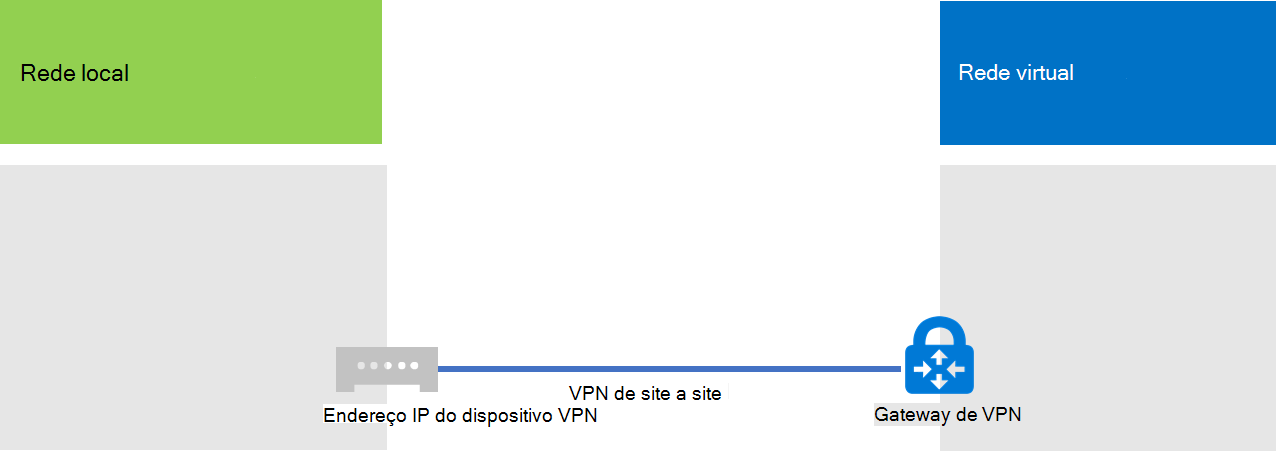 Rede local
Rede virtual
VPN de site a site
Endereço IP do dispositivo VPN
Gateway de VPN